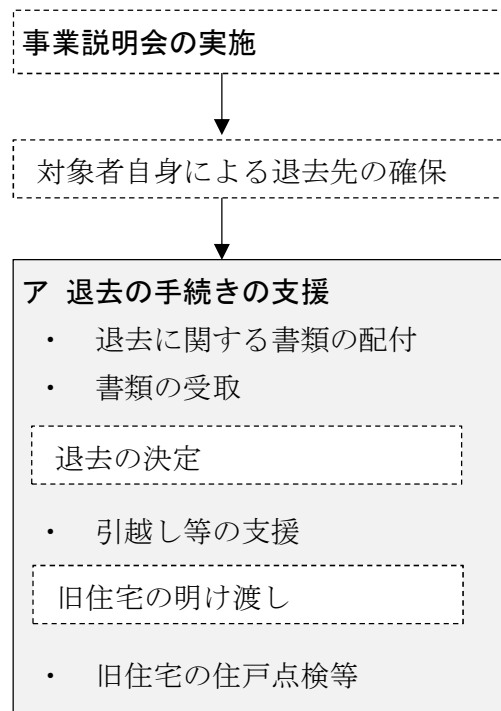 事業説明会の実施
対象者自身による退去先の確保
ア 退去の手続きの支援
・ 退去に関する書類の配付
・ 書類の受取
退去の決定
・ 引越し等の支援
旧住宅の明け渡し
・ 旧住宅の住戸点検等